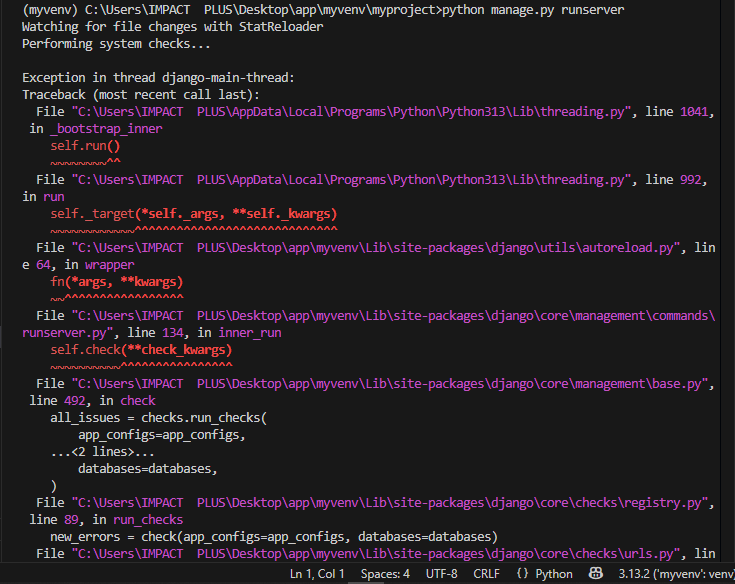 (myvenv) C:\Users\IMPACT  PLUS\Desktop\app\myvenv\myproject>python manage.py runserver
Watching for file changes with StatReloader
Performing system checks...

Exception in thread django-main-thread:
Traceback (most recent call last):
  File "C:\Users\IMPACT  PLUS\AppData\Local\Programs\Python\Python313\Lib\threading.py", line 1041,
 in _bootstrap_inner
    self.run()
    ~~~~~~~~^^
  File "C:\Users\IMPACT  PLUS\AppData\Local\Programs\Python\Python313\Lib\threading.py", line 992,
in run
    self._target(*self._args, **self._kwargs)
    ~~~~~~~~~~~~^^^^^^^^^^^^^^^^^^^^^^^^^^^^^
  File "C:\Users\IMPACT  PLUS\Desktop\app\myvenv\Lib\site-packages\django\utils\autoreload.py", lin
e 64, in wrapper
    fn(*args, **kwargs)
    ~~^^^^^^^^^^^^^^^^^
  File "C:\Users\IMPACT  PLUS\Desktop\app\myvenv\Lib\site-packages\django\core\management\commands\
runserver.py", line 134, in inner_run
    self.check(**check_kwargs)
    ~~~~~~~~~~^^^^^^^^^^^^^^^^
  File "C:\Users\IMPACT  PLUS\Desktop\app\myvenv\Lib\site-packages\django\core\management\base.py",
 line 492, in check
    all_issues = checks.run_checks(
        app_configs=app_configs,
    ...<2 lines>...
        databases=databases,
    )
  File "C:\Users\IMPACT  PLUS\Desktop\app\myvenv\Lib\site-packages\django\core\checks\registry.py",
 line 89, in run_checks
    new_errors = check(app_configs=app_configs, databases=databases)
  File "C:\Users\IMPACT  PLUS\Desktop\app\myvenv\Lib\site-packages\django\core\checks\urls.py", lin
Ln 1, Col 1  Spaces: 4  UTF-8  CRLF  {} Python  3.13.2 ('myvenv': venv)